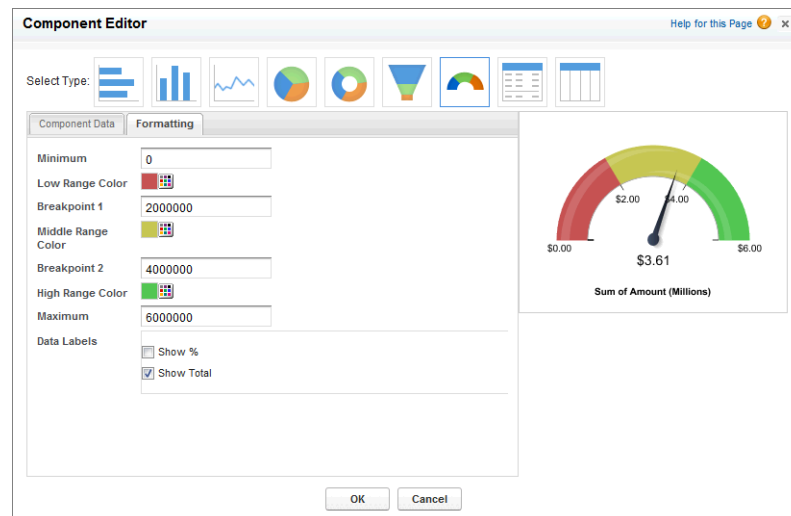 Component Editor
Help for this Page
Select Type:
Component Data
Formatting
Minimum
0
Low Range Color
Breakpoint 1
2000000
Middle Range
Color
Breakpoint 2
4000000
High Range Color
Maximum
6000000
Data Labels
Show %
Show Total
$2.00
$4.00
$0.00
$6.00
$3.61
Sum of Amount (Millions)
OK
Cancel